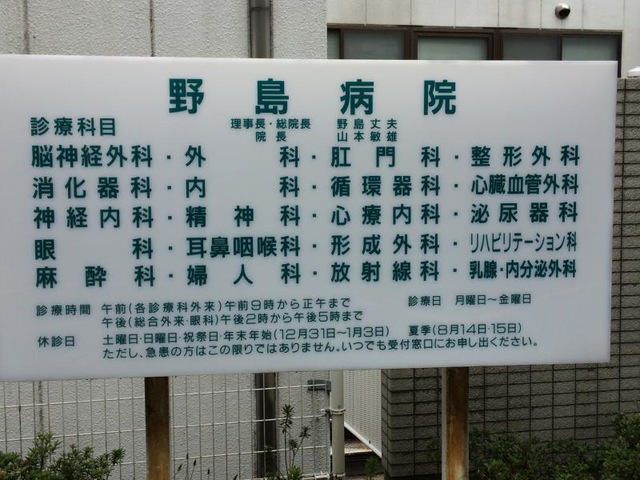 野島病院
診療科目 理事長・総院長 野島丈夫
院長 山本敏雄
脳神経外科・外科・肛門科・整形外科
消化器科・内科・循環器科・心臓血管外科
神経内科・精神科・心療内科・泌尿器科
眼科・耳鼻咽喉科・形成外科・リハビリテーション科
麻酔科・婦人科・放射線科・乳腺・内分泌外科
診療時間 午前(各診療科外来)午前9時から正午まで 診療日 月曜日〜金曜日
午後(総合外来・眼科)午後2時から午後5時まで
休診日 土曜日・日曜日・祝祭日・年末年始(12月31日〜1月3日) 夏季(8月14日・15日)
ただし、急患の方はこの限りではありません。いつでも受付窓口にお申し出ください。